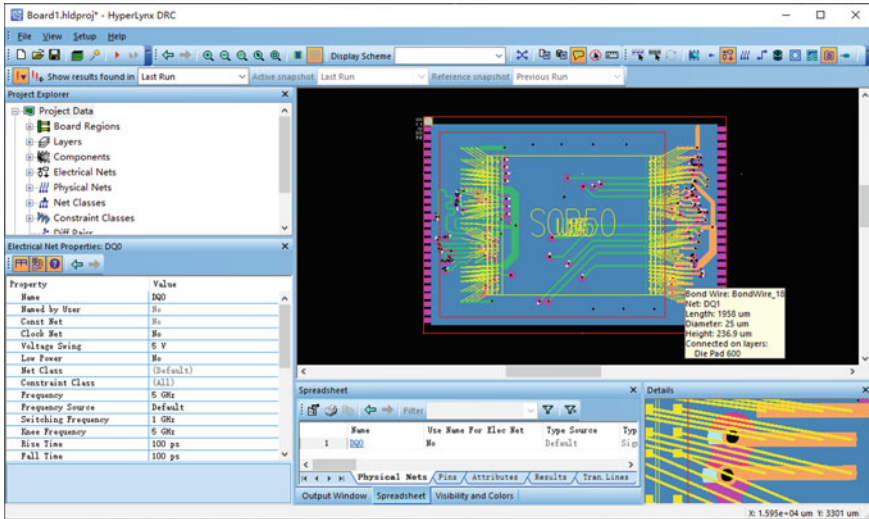 Board1.hldproj* - HyperLynx DRC
File View Setup Help
Display Scheme
Show results found in Last Run Active snapshot Last Run Reference snapshot Previous Run
Project Explorer
Project Data
Board Regions
Layers
Components
Electrical Nets
Physical Nets
Net Classes
Constraint Classes
Diff Pairs
Electrical Net Properties: DQ0
Property Value
Name DQ0
Named by User No
Const Net No
Clock Net No
Voltage Swing 5 V
Low Power No
Net Class (Default)
Constraint Class (All)
Frequency 5 GHz
Frequency Source Default
Switching Frequency 1 GHz
Knee Frequency 5 GHz
Rise Time 100 ps
Fall Time 100 ps
Bond Wire: BondWire_18
Net: DQ1
Length: 1958 um
Diameter: 25 um
Height: 236.9 um
Connected on layers:
Die Pad 600
Spreadsheet
Filter
Name Use Name For Elec Net Type Source Typ
1 DQ0 No Default Sig
Physical Nets Pins Attributes Results Tran. Lines
Output Window Spreadsheet Visibility and Colors
Details
X: 1.595e+04 um Y: 3301 um